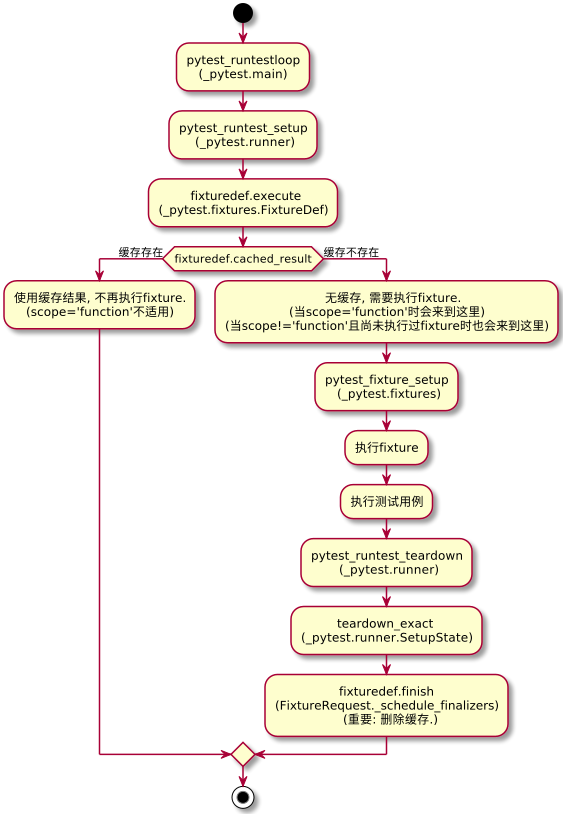 pytest_runtestloop
(_pytest.main)
pytest_runtest_setup
(_pytest.runner)
fixturedef.execute
(_pytest.fixtures.FixtureDef)
缓存存在
fixturedef.cached_result
缓存不存在
使用缓存结果, 不再执行fixture.
(scope='function'不适用)
无缓存, 需要执行fixture.
(当scope='function'时会来到这里)
(当scope!='function'且尚未执行过fixture时也会来到这里)
pytest_fixture_setup
(_pytest.fixtures)
执行fixture
执行测试用例
pytest_runtest_teardown
(_pytest.runner)
teardown_exact
(_pytest.runner.SetupState)
fixturedef.finish
(FixtureRequest._schedule_finalizers)
(重要: 删除缓存.)